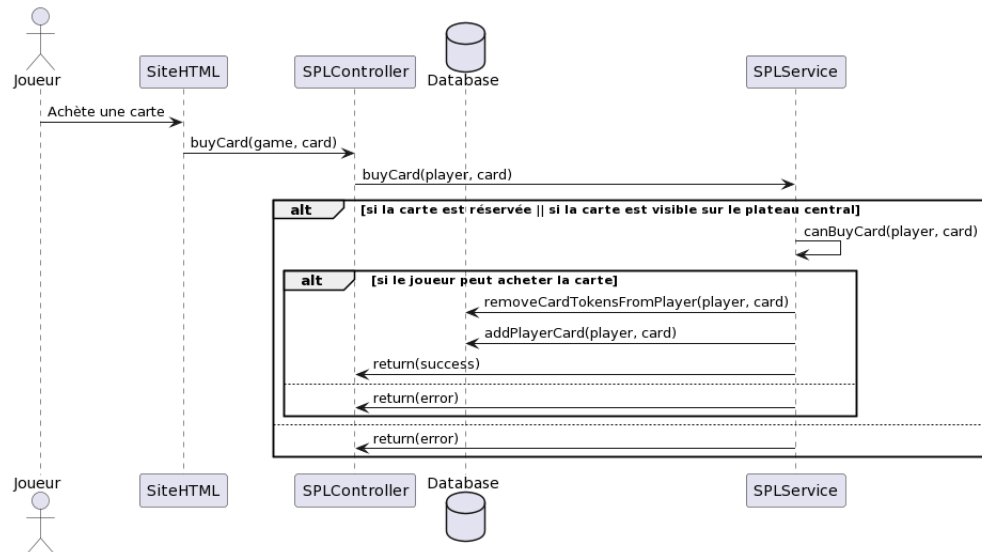 Joueur
SiteHTML
SPLController
Database
SPLService
Achète une carte
buyCard(game, card)
buyCard(player, card)
alt [si la carte est réservée || si la carte est visible sur le plateau central]
canBuyCard(player, card)
alt [si le joueur peut acheter la carte]
removeCardTokensFromPlayer(player, card)
addPlayerCard(player, card)
return(success)
return(error)
return(error)
Joueur
SiteHTML
SPLController
Database
SPLService